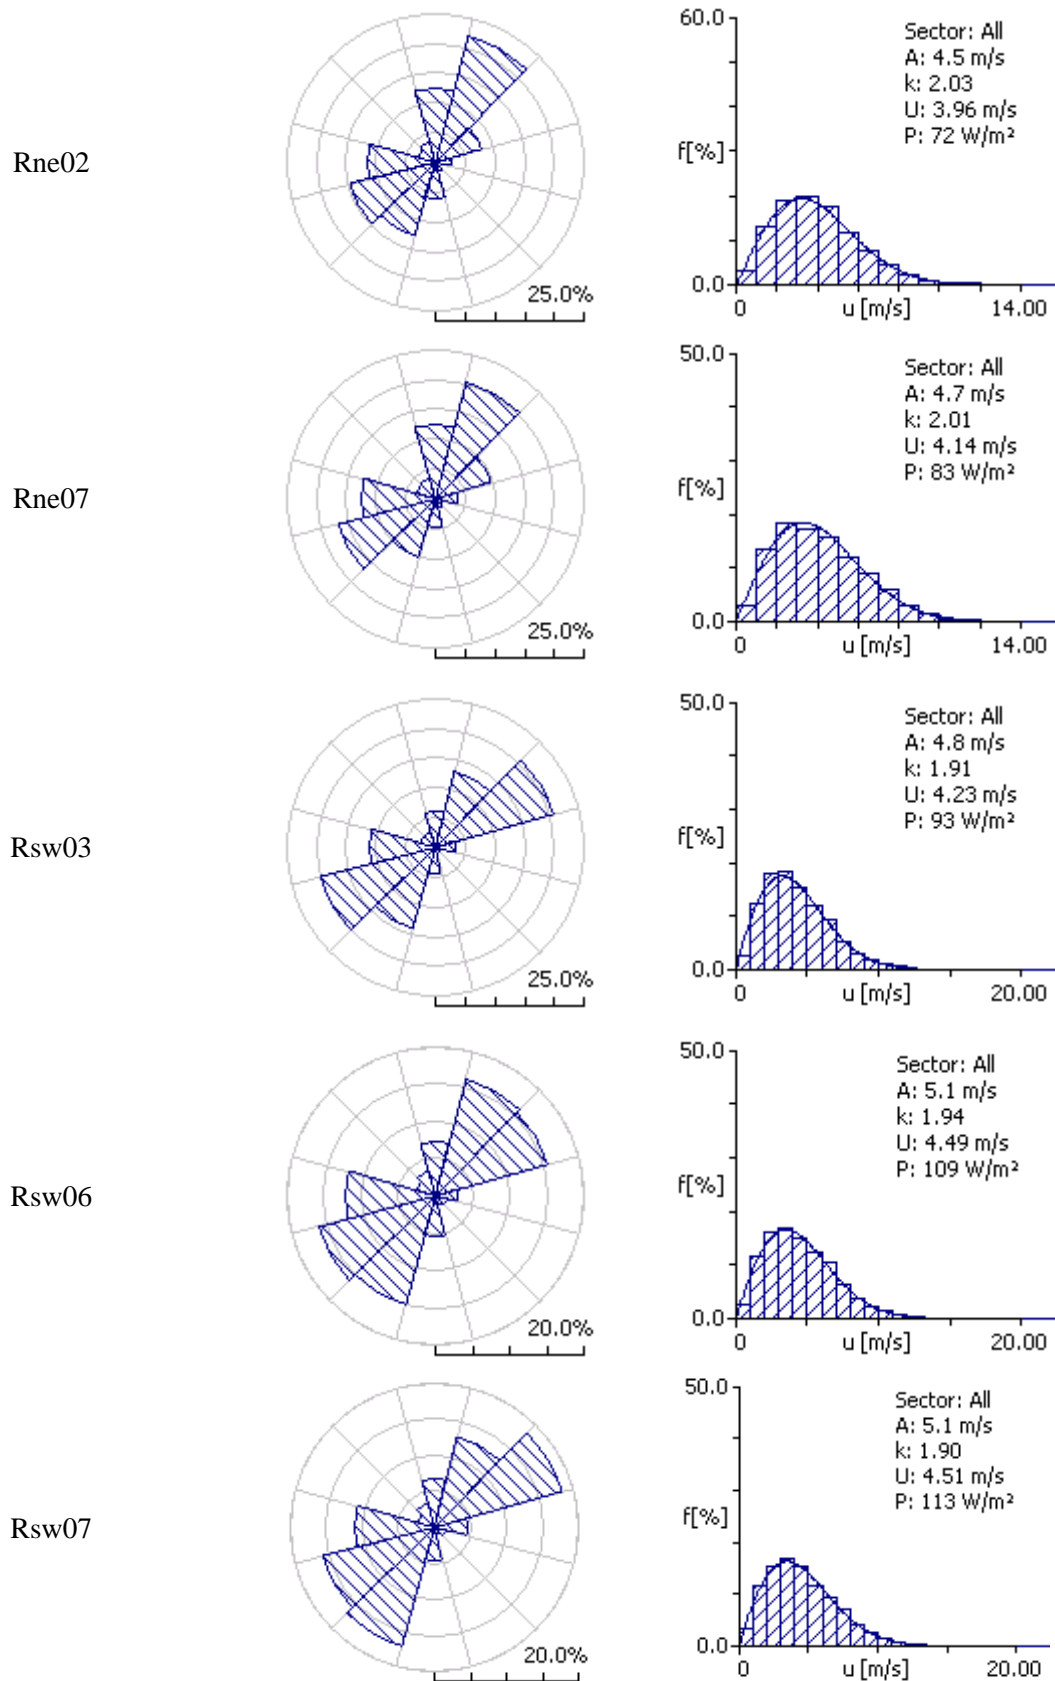 60.0
Sector: All
A: 4.5 m/s
k: 2.03
U: 3.96 m/s
P: 72 W/m²
Rne02
f[%]
25.0%
0.0
0
u [m/s]
14.00
50.0
Sector: All
A: 4.7 m/s
k: 2.01
U: 4.14 m/s
P: 83 W/m²
Rne07
f[%]
25.0%
0.0
0
u [m/s]
14.00
50.0
Sector: All
A: 4.8 m/s
k: 1.91
U: 4.23 m/s
P: 93 W/m²
Rsw03
f[%]
25.0%
0.0
0
u [m/s]
20.00
50.0
Sector: All
A: 5.1 m/s
k: 1.94
U: 4.49 m/s
P: 109 W/m²
Rsw06
f[%]
20.0%
0.0
0
u [m/s]
20.00
50.0
Sector: All
A: 5.1 m/s
k: 1.90
U: 4.51 m/s
P: 113 W/m²
Rsw07
f[%]
20.0%
0.0
0
u [m/s]
20.00